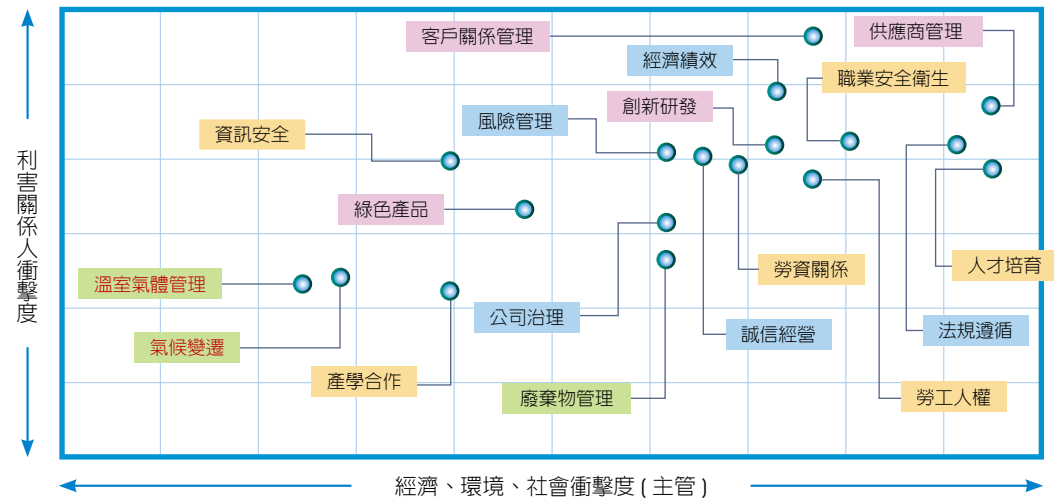 客戶關係管理
供應商管理
經濟績效
職業安全衛生
創新研發
風險管理
資訊安全
綠色產品
勞資關係
人才培育
溫室氣體管理
公司治理
誠信經營
法規遵循
氣候變遷
產學合作
廢棄物管理
勞工人權
利害關係人衝擊度
經濟、環境、社會衝擊度(主管)